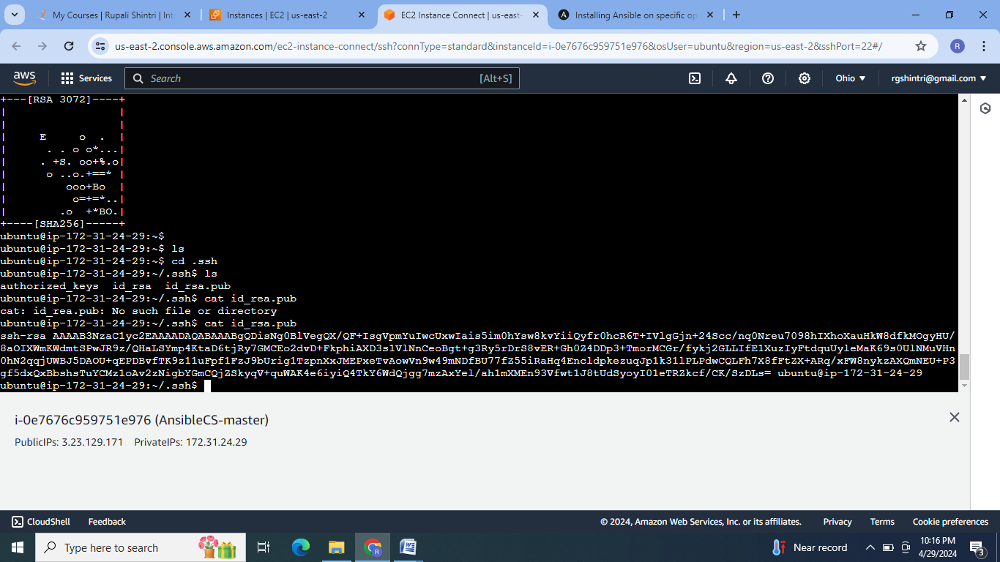 My Courses | Rupali Shintri | Int
Instances | EC2 | us-east-2
EC2 Instance Connect | us-east-
Installing Ansible on specific op
us-east-2.console.aws.amazon.com/ec2-instance-connect/ssh?connType=standard&instanceId=i-0e7676c959751e976&osUser=ubuntu&region=us-east-2&sshPort=22#/
R
aws
Services
Search
[Alt+S]
Ohio
rgshintri@gmail.com
+---[RSA 3072]----+
|                 |
|                 |
|     E     o  .  |
|      . . o o*...|
|     . +S. oo+%.o|
|      o ..o.+==* |
|         ooo+Bo  |
|          o=+=*..|
|        .o  +*BO.|
+----[SHA256]-----+
ubuntu@ip-172-31-24-29:~$
ubuntu@ip-172-31-24-29:~$ ls
ubuntu@ip-172-31-24-29:~$ cd .ssh
ubuntu@ip-172-31-24-29:~/.ssh$ ls
authorized_keys  id_rsa  id_rsa.pub
ubuntu@ip-172-31-24-29:~/.ssh$ cat id_rea.pub
cat: id_rea.pub: No such file or directory
ubuntu@ip-172-31-24-29:~/.ssh$ cat id_rsa.pub
ssh-rsa AAAAB3NzaC1yc2EAAAADAQABAAABgQDisNg0BlVegQX/QF+IsgVpmYuIwcUxwIais5im0hYsw8kvYiiQyfr0hcR6T+IVlgGjn+24Scc/nq0Nreu7098hIXhoXauHkW8dfkMOgyHU/
8aOIXWmKWdmtSPwJR9z/QHaLSYmp4KtaD6tjRy7GMCEo2dvD+FkphiAXD3s1VlNnCeoBgt+g3Ry5rDrS8vER+Gh0Z4DDp3+TmorMCGr/fykj2GLLIfE1XuzIyFtdquUyleMaK69s0UlNMuVHn
0hN2qqjUWBJ5DAOU+qEPDBvfTK9z11uFpf1FzJ9bUrig1TzpnXxJMEPxeTvAowVn9w49mNDfBU77fZ55iRaHq4EncldpkezuqJp1k31lPLPdwCQLFh7X8fFtZX+ARq/xFW8nykzAXQmNEU+P3
gf5dxQxBbshsTuYCMz1oAv2zNigbYGmCQjZSkyqV+quWAK4e6iyiQ4TkY6WdQjgg7mzAxYel/ah1mXMEn93Vfwt1J8tUdSyoyI01eTRZkcf/CK/SzDLs= ubuntu@ip-172-31-24-29
ubuntu@ip-172-31-24-29:~/.ssh$
i-0e7676c959751e976 (AnsibleCS-master)
PublicIPs: 3.23.129.171 PrivateIPs: 172.31.24.29
CloudShell
Feedback
© 2024, Amazon Web Services, Inc. or its affiliates.
Privacy
Terms
Cookie preferences
Type here to search
Near record
10:16 PM
4/29/2024
3